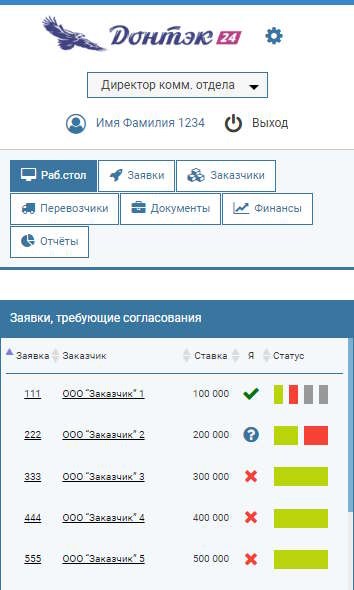 Донтэк 24
Директор комм. отдела
Имя Фамилия 1234 Выход
Раб.стол Заявки Заказчики
Перевозчики Документы Финансы
Отчёты
Заявки, требующие согласования
Заявка Заказчик Ставка Я Статус
111 ООО "Заказчик" 1 100 000
222 ООО "Заказчик" 2 200 000 ?
333 ООО "Заказчик" 3 300 000
444 ООО "Заказчик" 4 400 000
555 ООО "Заказчик" 5 500 000